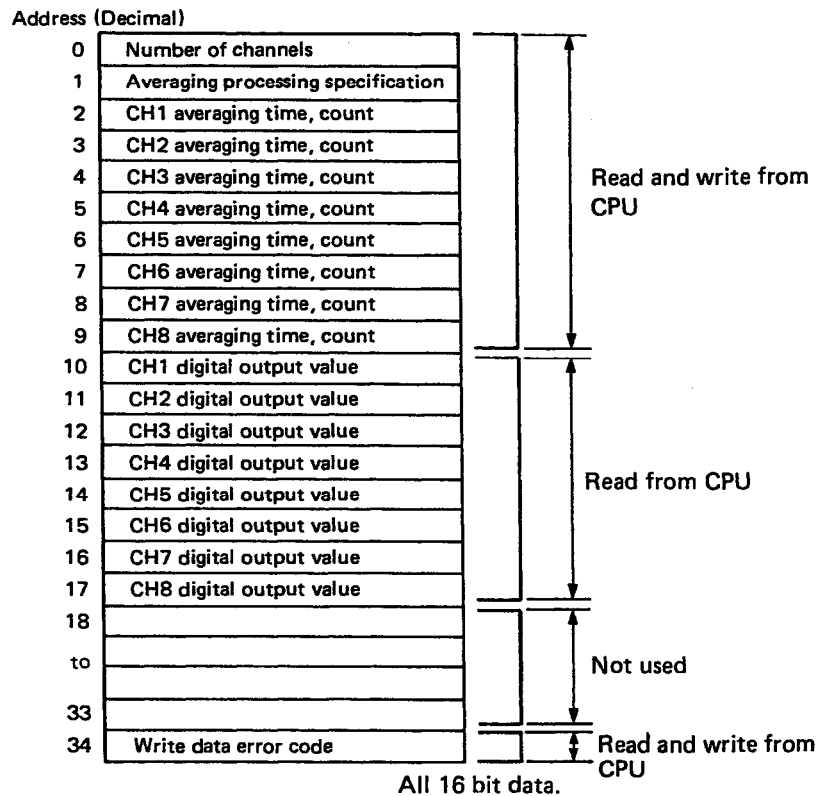 Address (Decimal)
0 Number of channels
1 Averaging processing specification
2 CH1 averaging time, count
3 CH2 averaging time, count
4 CH3 averaging time, count
5 CH4 averaging time, count
6 CH5 averaging time, count
7 CH6 averaging time, count
8 CH7 averaging time, count
9 CH8 averaging time, count
Read and write from
CPU
10 CH1 digital output value
11 CH2 digital output value
12 CH3 digital output value
13 CH4 digital output value
14 CH5 digital output value
15 CH6 digital output value
16 CH7 digital output value
17 CH8 digital output value
Read from CPU
18
to
33
Not used
34 Write data error code
Read and write from
CPU
All 16 bit data.